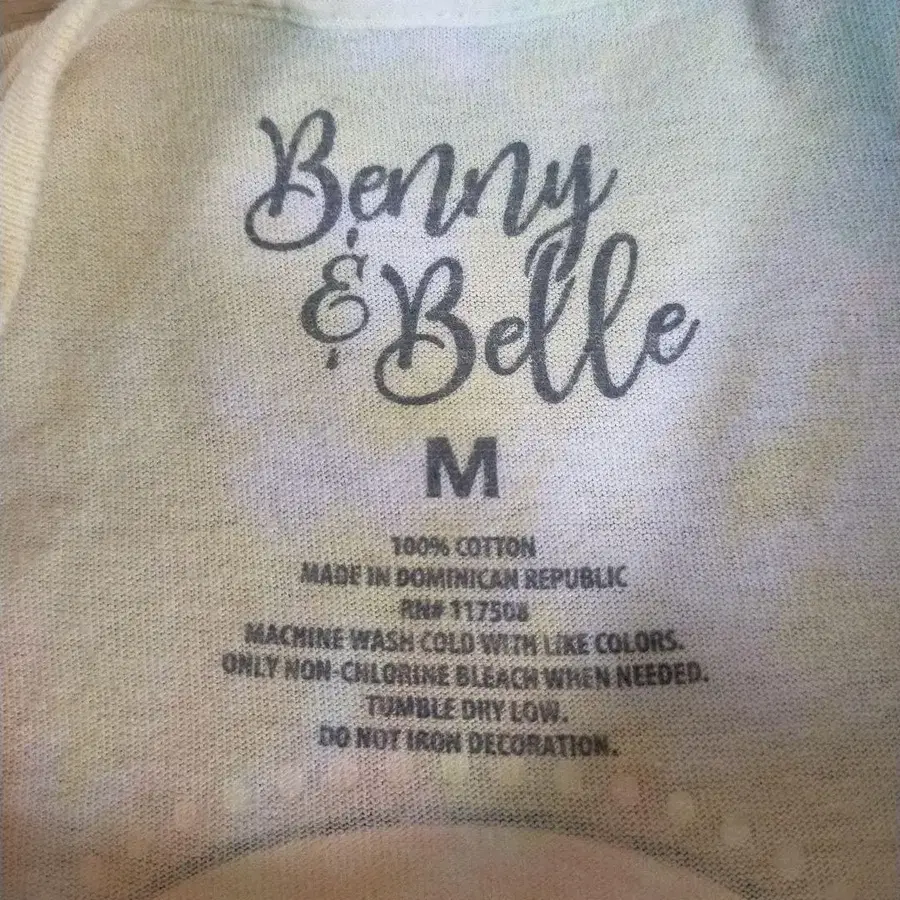 Benny
& Belle
M
100% COTTON
MADE IN DOMINICAN REPUBLIC
RN# 117508
MACHINE WASH COLD WITH LIKE COLORS.
ONLY NON-CHLORINE BLEACH WHEN NEEDED.
TUMBLE DRY LOW.
DO NOT IRON DECORATION.